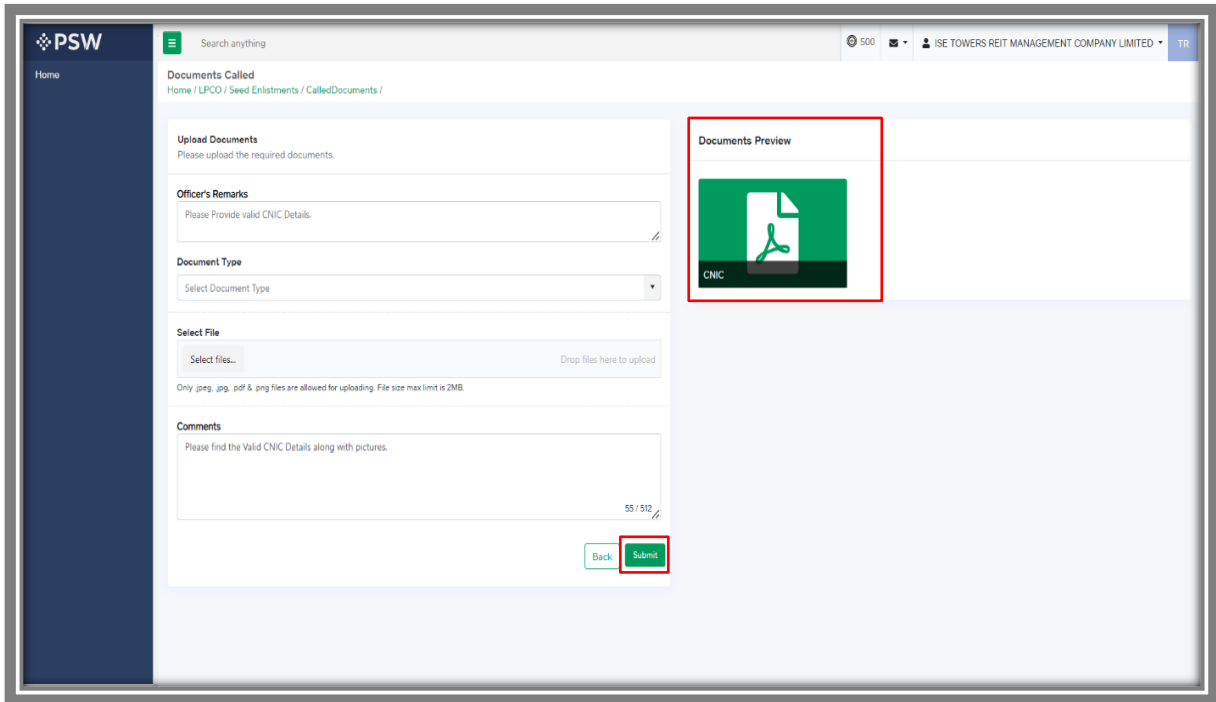 PSW
Search anything
500
ISE TOWERS REIT MANAGEMENT COMPANY LIMITED
TR
Home
Documents Called
Home / LPCO / Seed Enlistments / CalledDocuments /
Upload Documents
Please upload the required documents.
Officer's Remarks
Please Provide valid CNIC Details.
Document Type
Select Document Type
Select File
Select files...
Drop files here to upload
Only .jpeg, .jpg, .pdf & .png files are allowed for uploading. File size max limit is 2MB.
Comments
Please find the Valid CNIC Details along with pictures.
55 / 512
Back
Submit
Documents Preview
CNIC